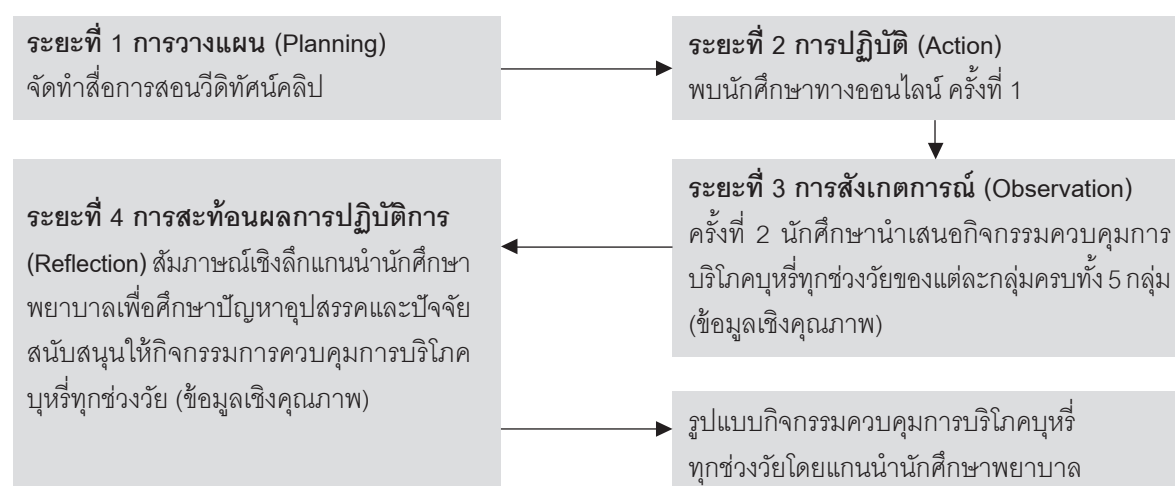 ระยะที่ 1 การวางแผน (Planning)
จัดทำสื่อการสอนวีดิทัศน์คลิป
ระยะที่ 2 การปฏิบัติ (Action)
พบนักศึกษาทางออนไลน์ ครั้งที่ 1
ระยะที่ 3 การสังเกตการณ์ (Observation)
ครั้งที่ 2 นักศึกษานำเสนอกิจกรรมควบคุมการ
บริโภคบุหรี่ทุกช่วงวัยของแต่ละกลุ่มครบทั้ง 5 กลุ่ม
(ข้อมูลเชิงคุณภาพ)
ระยะที่ 4 การสะท้อนผลการปฏิบัติการ
(Reflection) สัมภาษณ์เชิงลึกแกนนำนักศึกษา
พยาบาลเพื่อศึกษาปัญหาอุปสรรคและปัจจัย
สนับสนุนให้กิจกรรมการควบคุมการบริโภค
บุหรี่ทุกช่วงวัย (ข้อมูลเชิงคุณภาพ)
รูปแบบกิจกรรมควบคุมการบริโภคบุหรี่
ทุกช่วงวัยโดยแกนนำนักศึกษาพยาบาล